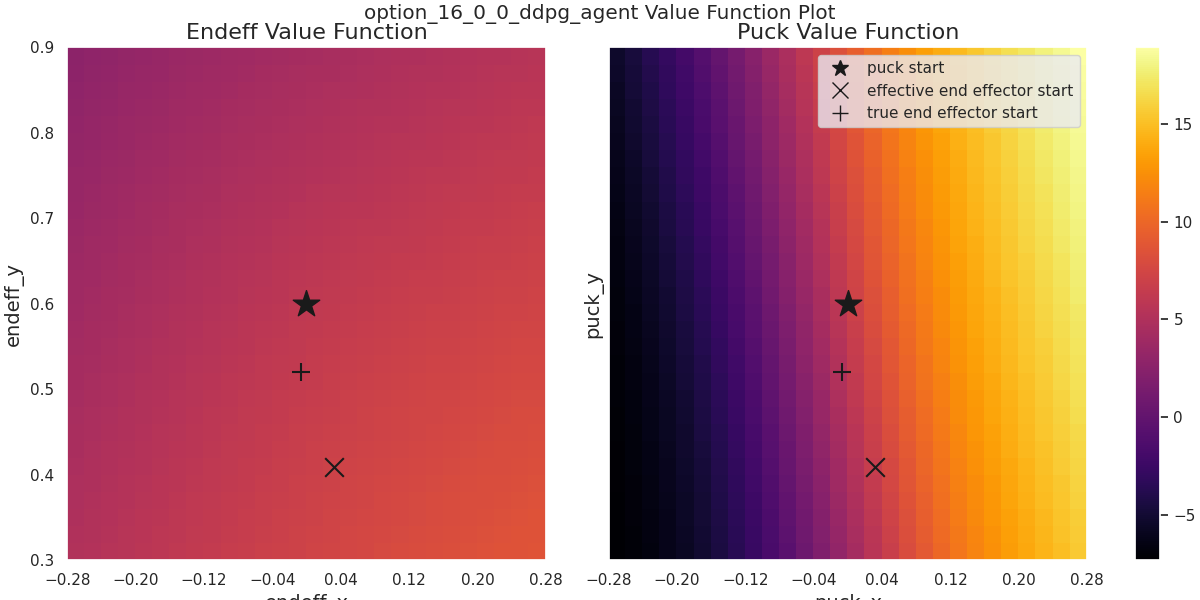 option_16_0_0_ddpg_agent Value Function Plot
Endeff Value Function
Puck Value Function
puck start
effective end effector start
true end effector start
endeff_y
0.9
0.8
0.7
0.6
0.5
0.4
0.3
−0.28 −0.20 −0.12 −0.04 0.04 0.12 0.20 0.28
endeff_x
puck_y
−0.28 −0.20 −0.12 −0.04 0.04 0.12 0.20 0.28
puck_x
15
10
5
0
−5